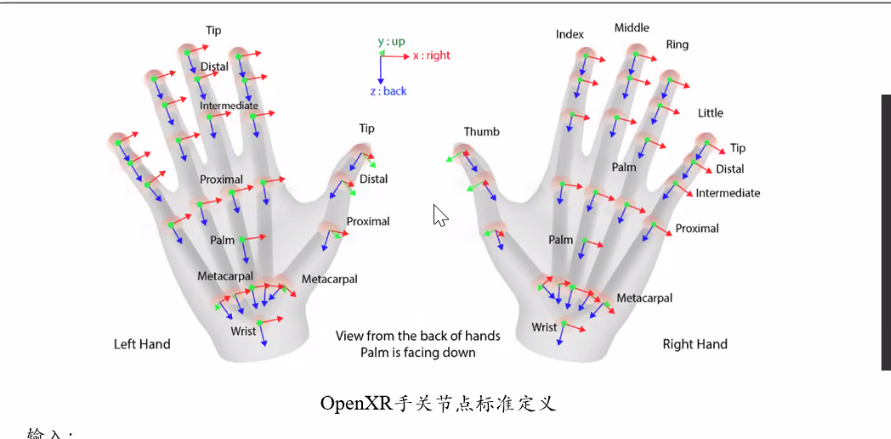 Tip
Distal
Intermediate
Proximal
Palm
Metacarpal
Wrist
Left Hand
Tip
Distal
Proximal
Metacarpal
y : up
x : right
z : back
View from the back of hands
Palm is facing down
Thumb
Index
Middle
Ring
Little
Tip
Distal
Intermediate
Proximal
Palm
Palm
Metacarpal
Wrist
Right Hand
OpenXR手关节点标准定义
输入: